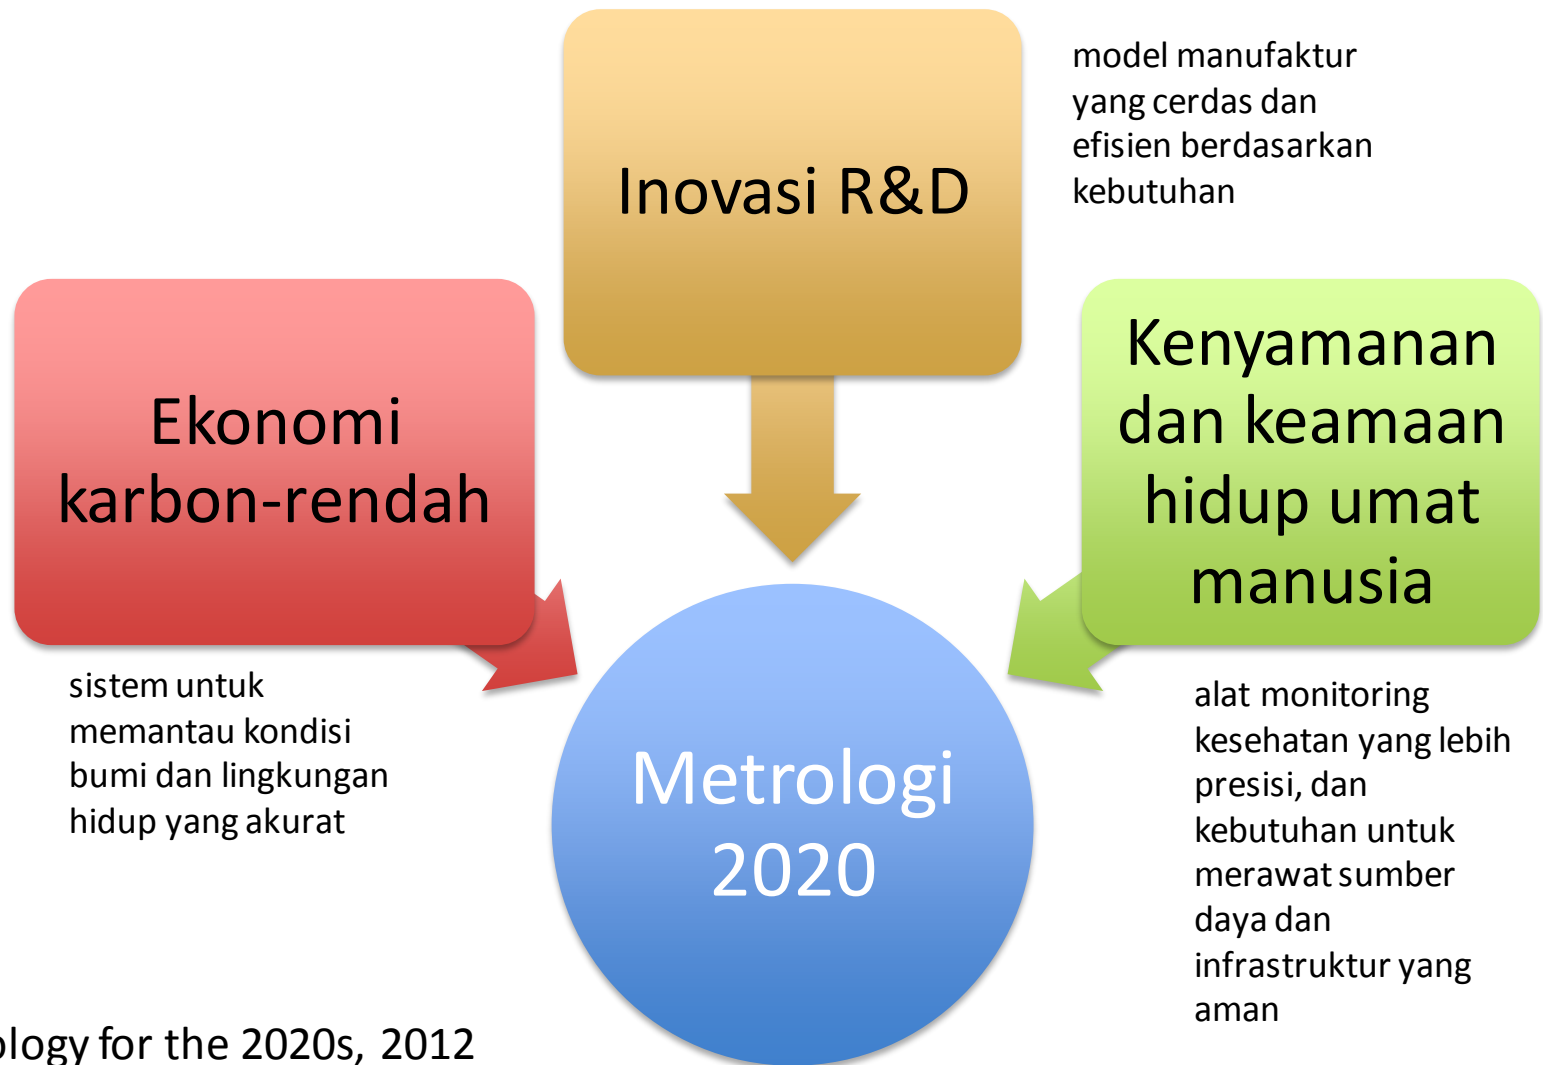 Inovasi R&D
model manufaktur
yang cerdas dan
efisien berdasarkan
kebutuhan
Ekonomi
karbon-rendah
Kenyamanan
dan keamaan
hidup umat
manusia
sistem untuk
memantau kondisi
bumi dan lingkungan
hidup yang akurat
Metrologi
2020
alat monitoring
kesehatan yang lebih
presisi, dan
kebutuhan untuk
merawat sumber
daya dan
infrastruktur yang
aman
ology for the 2020s, 2012